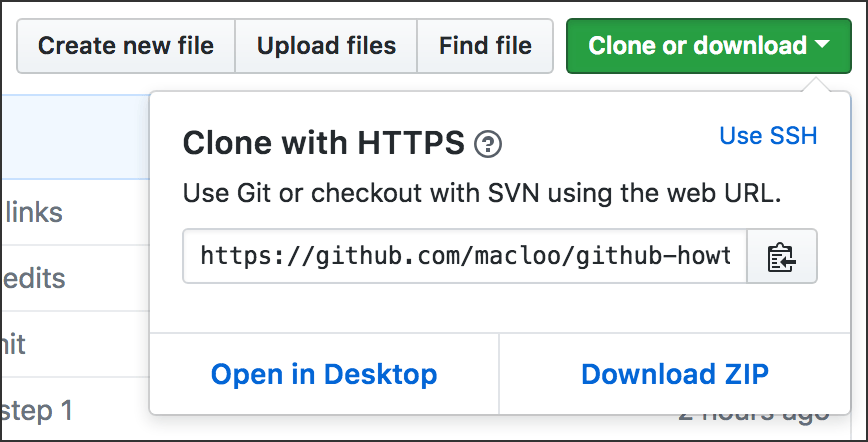 Create new file Upload files Find file Clone or download
Clone with HTTPS ? Use SSH
Use Git or checkout with SVN using the web URL.
links
https://github.com/macloo/github-howt
edits
Open in Desktop Download ZIP
step 1 2 hours ago